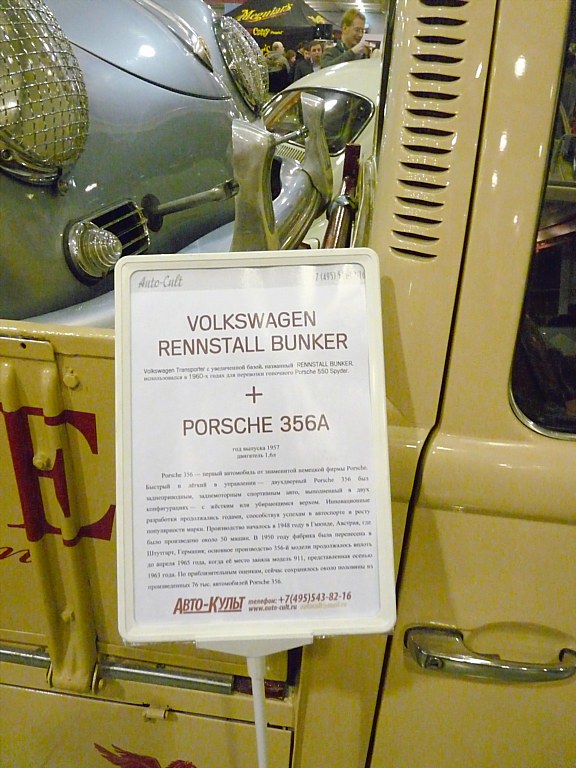 Meguiar's
Auto-Cult
VOLKSWAGEN
RENNSTALL BUNKER
Volkswagen Transporter с увеличенной базой, названный RENNSTALL BUNKER,
использовался в 1960-х годах для перевозки гоночного Porsche 550 Spyder.
+
PORSCHE 356A
год выпуска 1957
двигатель 1,6л
Porsche 356 — первый автомобиль от знаменитой немецкой фирмы Porsche.
Быстрый и лёгкий в управлении — двухдверный Porsche 356 был
заднеприводным, заднемоторным спортивным авто, выполненный в двух
конфигурациях — с жёстким или убирающимся верхом. Инновационные
разработки продолжались годами, способствуя успехам в автоспорте и росту
популярности марки. Производство началось в 1948 году в Гмюнде, Австрия, где
было произведено около 50 машин. В 1950 году фабрика была переведена в
Штутгарт, Германия, основное производство 356-й модели продолжалось вплоть
до апреля 1965 года, когда её место заняла модель 911, представленная осенью
1963 года. По приблизительным оценкам, сейчас сохранилось около половины из
произведенных 76 тыс. автомобилей Porsche 356.
АВТО-КУЛЬТ
телефон: +7(495)543-82-16
www.auto-cult.ru
E